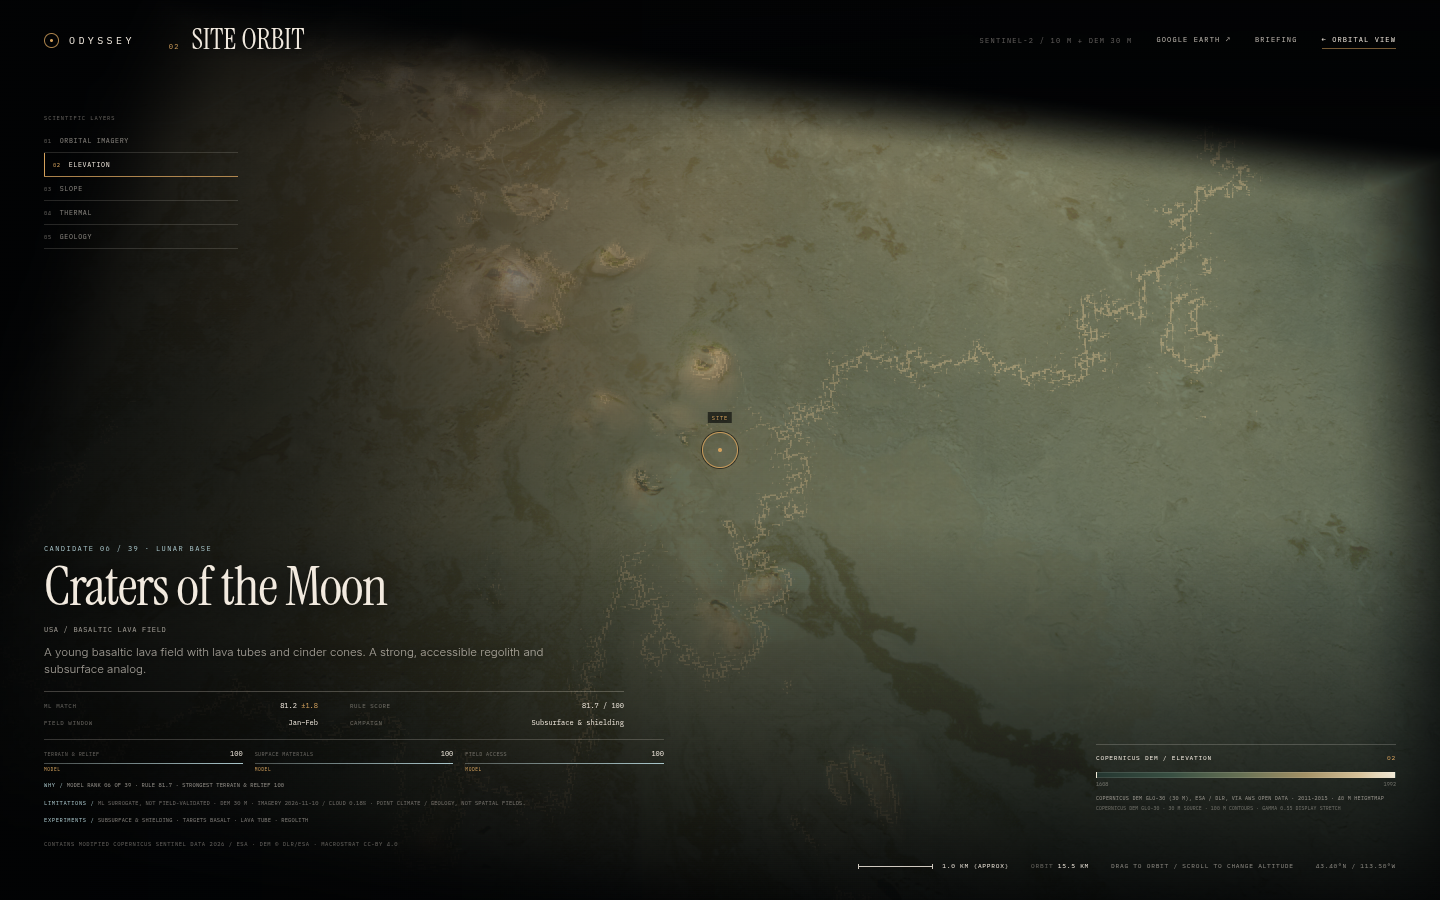 ODYSSEY
02 SITE ORBIT
SENTINEL-2 / 10 M + DEM 30 M
GOOGLE EARTH ↗
BRIEFING
← ORBITAL VIEW
SCIENTIFIC LAYERS
01 ORBITAL IMAGERY
02 ELEVATION
03 SLOPE
04 THERMAL
05 GEOLOGY
SITE
CANDIDATE 06 / 39 · LUNAR BASE
Craters of the Moon
USA / BASALTIC LAVA FIELD
A young basaltic lava field with lava tubes and cinder cones. A strong, accessible regolith and
subsurface analog.
ML MATCH 81.2 ±1.8 RULE SCORE 81.7 / 100
FIELD WINDOW Jan–Feb CAMPAIGN Subsurface & shielding
TERRAIN & RELIEF 100 SURFACE MATERIALS 100 FIELD ACCESS 100
MODEL MODEL MODEL
WHY / MODEL RANK 06 OF 39 · RULE 81.7 · STRONGEST TERRAIN & RELIEF 100
LIMITATIONS / ML SURROGATE, NOT FIELD-VALIDATED · DEM 30 M · IMAGERY 2026-11-10 / CLOUD 0.18% · POINT CLIMATE / GEOLOGY, NOT SPATIAL FIELDS.
EXPERIMENTS / SUBSURFACE & SHIELDING · TARGETS BASALT · LAVA TUBE · REGOLITH
CONTAINS MODIFIED COPERNICUS SENTINEL DATA 2026 / ESA · DEM © DLR/ESA · MACROSTRAT CC-BY 4.0
COPERNICUS DEM / ELEVATION 02
1608 1992
COPERNICUS DEM GLO-30 (30 M), ESA / DLR, VIA AWS OPEN DATA · 2011-2015 · 40 M HEIGHTMAP
COPERNICUS DEM GLO-30 · 30 M SOURCE · 100 M CONTOURS · GAMMA 0.55 DISPLAY STRETCH
1.0 KM (APPROX)
ORBIT 15.5 KM
DRAG TO ORBIT / SCROLL TO CHANGE ALTITUDE
43.40°N / 113.50°W